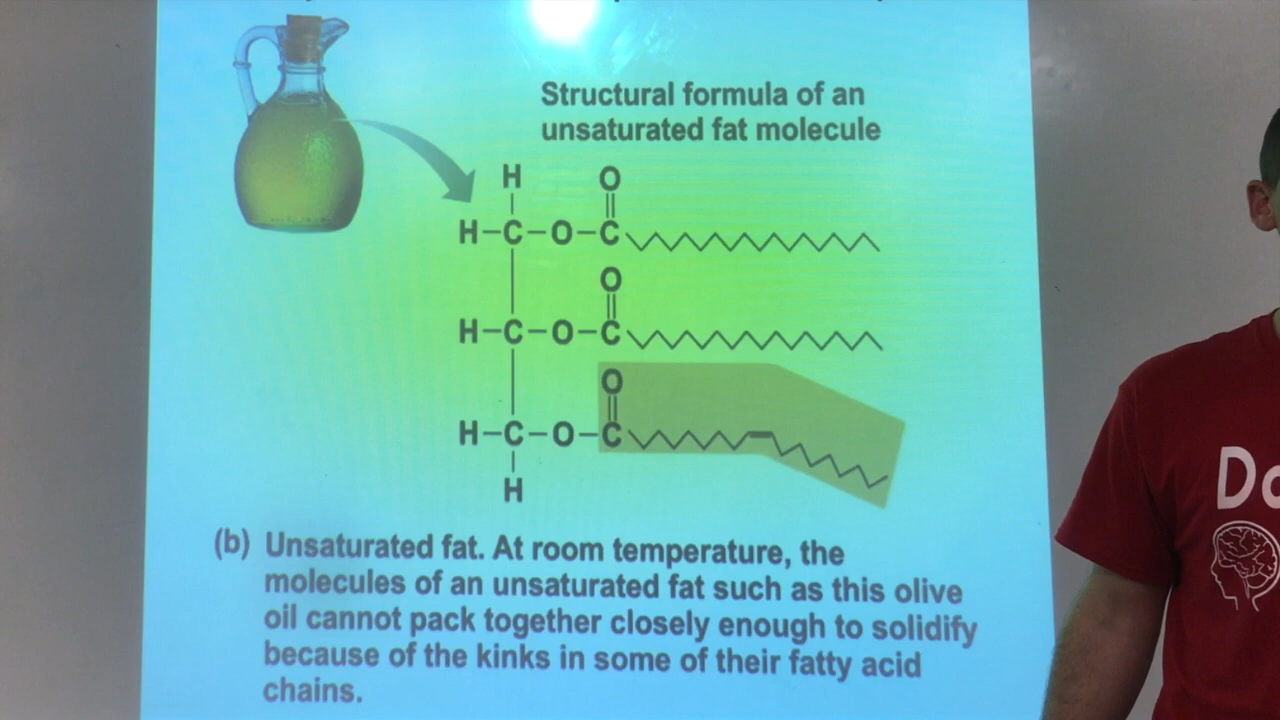 Structural formula of an
unsaturated fat molecule
H O
H–C–O–C
O
H–C–O–C
O
H–C–O–C
H
(b) Unsaturated fat. At room temperature, the
molecules of an unsaturated fat such as this olive
oil cannot pack together closely enough to solidify
because of the kinks in some of their fatty acid
chains.